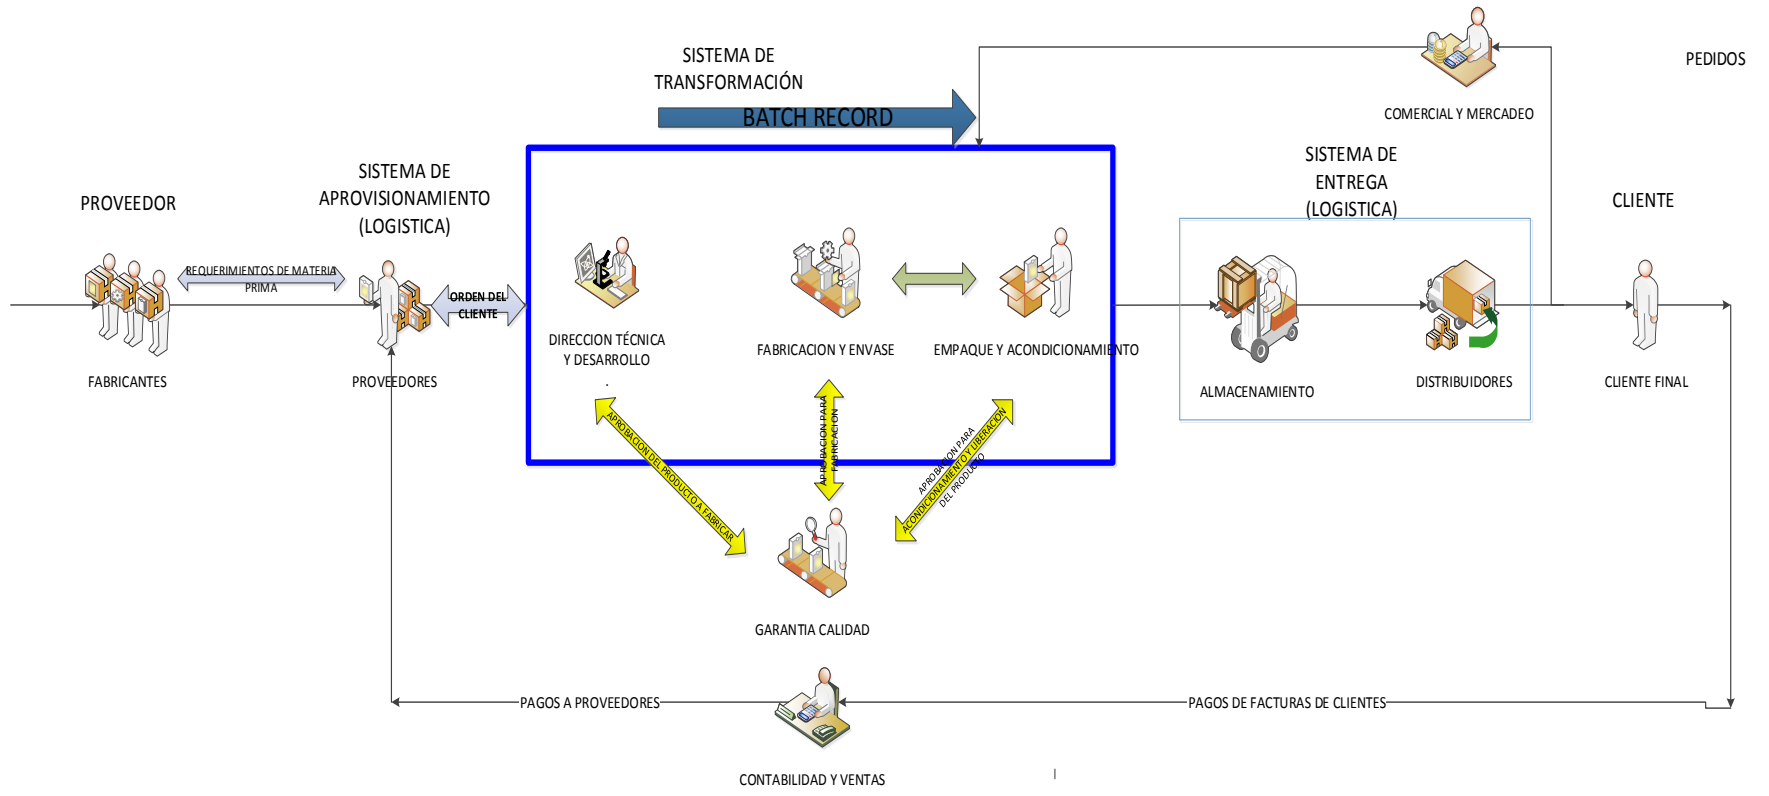 SISTEMA DE
TRANSFORMACIÓN
BATCH RECORD
PEDIDOS
COMERCIAL Y MERCADEO
PROVEEDOR
SISTEMA DE
APROVISIONAMIENTO
(LOGISTICA)
SISTEMA DE
ENTREGA
(LOGISTICA)
CLIENTE
REQUERIMIENTOS DE MATERIA
PRIMA
ORDEN DEL
CLIENTE
FABRICANTES
PROVEEDORES
DIRECCION TÉCNICA
Y DESARROLLO
.
FABRICACION Y ENVASE
EMPAQUE Y ACONDICIONAMIENTO
ALMACENAMIENTO
DISTRIBUIDORES
CLIENTE FINAL
APROBACION DEL PRODUCTO A FABRICAR
APROBACION PARA
FABRICACION
APROBACION PARA
ACONDICIONAMIENTO Y LIBERACION
DEL PRODUCTO
GARANTIA CALIDAD
PAGOS A PROVEEDORES
PAGOS DE FACTURAS DE CLIENTES
CONTABILIDAD Y VENTAS